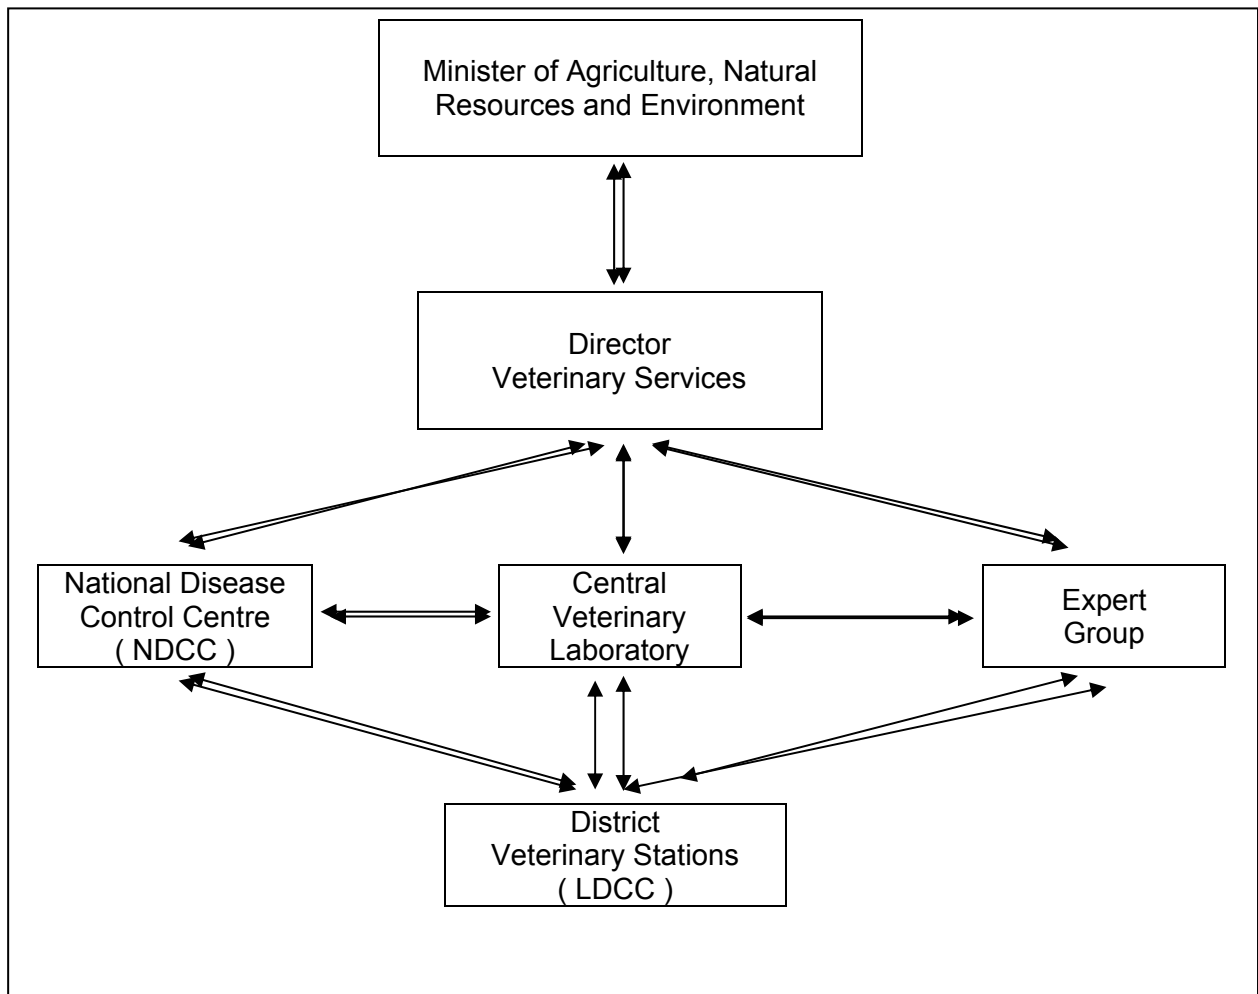 Minister of Agriculture, Natural
Resources and Environment
Director
Veterinary Services
National Disease
Control Centre
( NDCC )
Central
Veterinary
Laboratory
Expert
Group
District
Veterinary Stations
( LDCC )